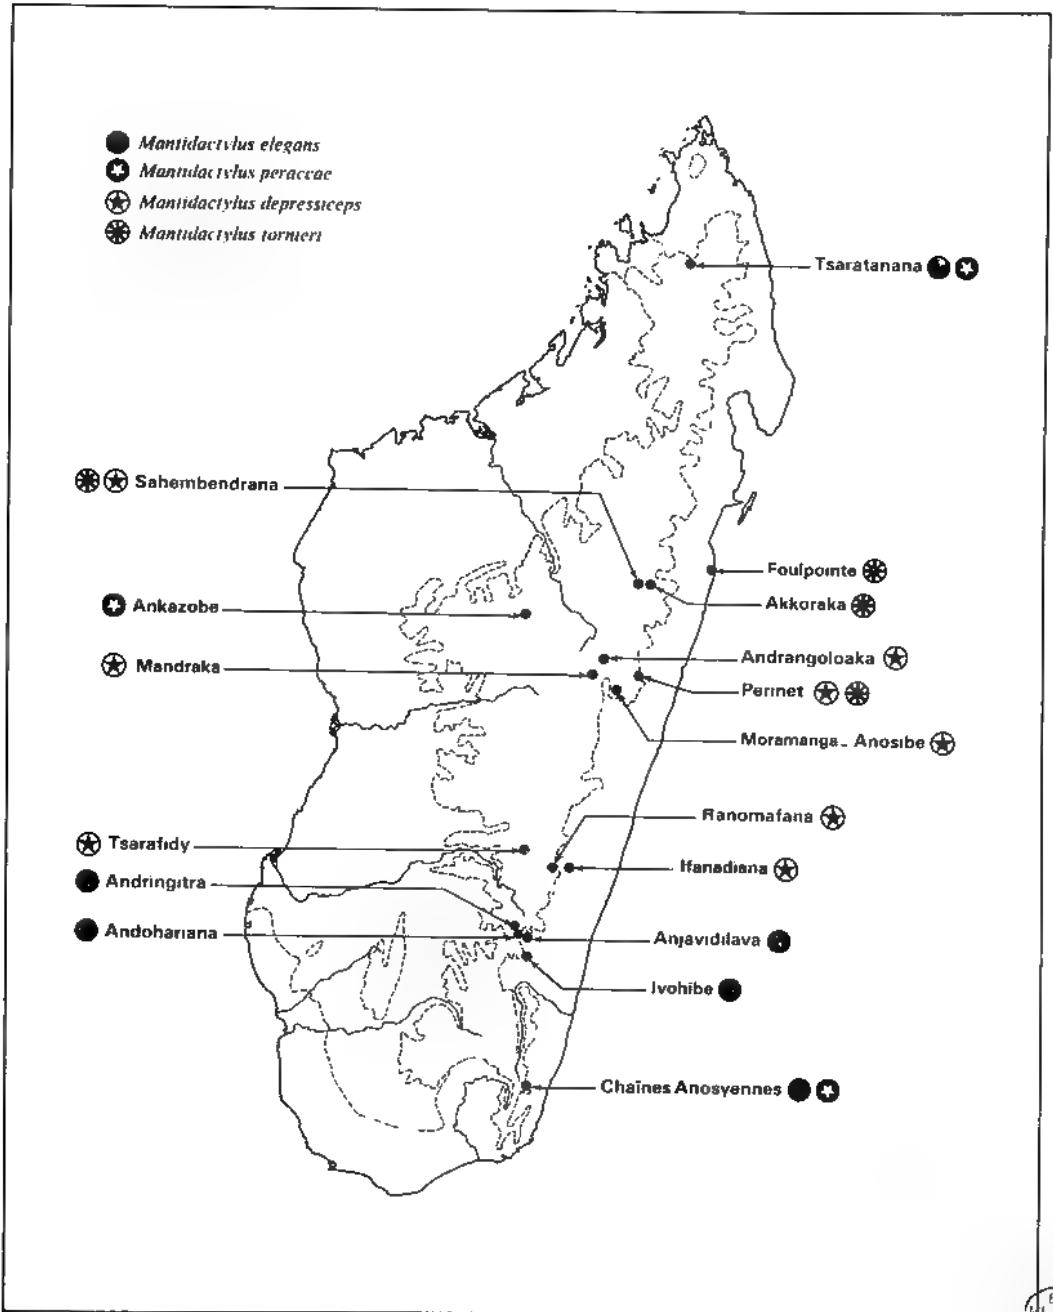 Mantidactylus elegans
Mantidactylus peraccae
Mantidactylus depressiceps
Mantidactylus tornieri
Tsaratanana
Sahembendrana
Foulpointe
Ankazobe
Akkoraka
Andrangoloaka
Mandraka
Perinet
Moramanga - Anosibe
Ranomafana
Tsarafidy
Ifanadiana
Andringitra
Andohariana
Anjavidilava
Ivohibe
Chaînes Anosyennes